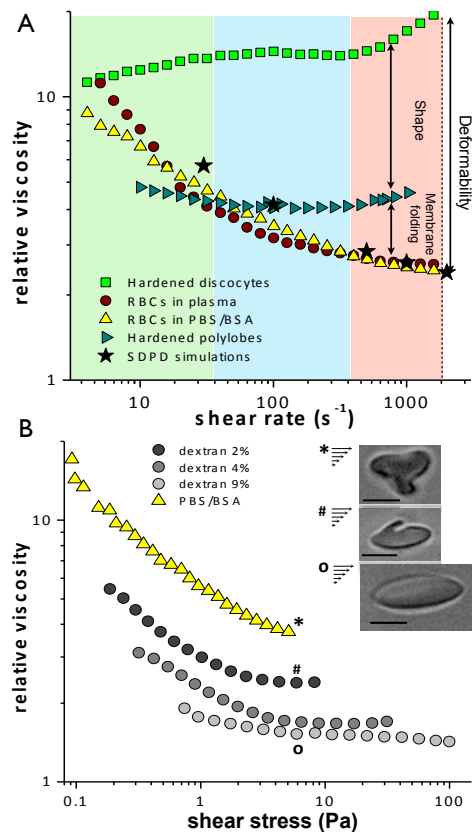 A
relative viscosity
10
1
Shape
Membrane
folding
Deformability
Hardened discocytes
RBCs in plasma
RBCs in PBS/BSA
Hardened polylobes
SDPD simulations
10
100
1000
shear rate (s⁻¹)
B
relative viscosity
10
1
dextran 2%
dextran 4%
dextran 9%
PBS/BSA
*
#
o
*
#
o
0.1
1
10
100
shear stress (Pa)